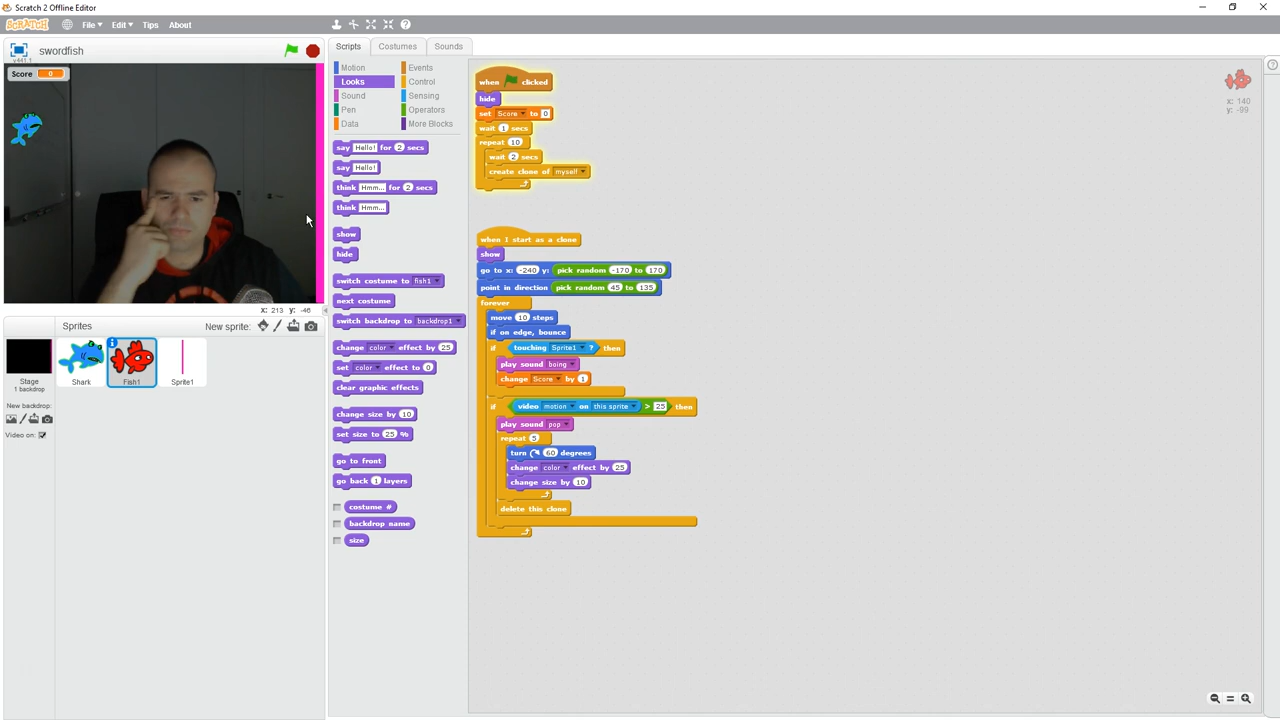 Scratch 2 Offline Editor
SCRATCH File Edit Tips About
swordfish
v441.1
Score 0
x: 213 y: -46
Scripts Costumes Sounds
Motion Events
Looks Control
Sound Sensing
Pen Operators
Data More Blocks
say Hello! for 2 secs
say Hello!
think Hmm... for 2 secs
think Hmm...
show
hide
switch costume to fish1
next costume
switch backdrop to backdrop1
change color effect by 25
set color effect to 0
clear graphic effects
change size by 10
set size to 25 %
go to front
go back 1 layers
costume #
backdrop name
size
when clicked
hide
set Score to 0
wait 1 secs
repeat 10
wait 2 secs
create clone of myself
when I start as a clone
show
go to x: -240 y: pick random -170 to 170
point in direction pick random 45 to 135
forever
move 10 steps
if on edge, bounce
if touching Sprite1 ? then
play sound boing
change Score by 1
if video motion on this sprite > 25 then
play sound pop
repeat 5
turn 60 degrees
change color effect by 25
change size by 10
delete this clone
x: 140
y: -99
Sprites New sprite:
Stage
1 backdrop
Shark Fish1 Sprite1
New backdrop:
Video on: